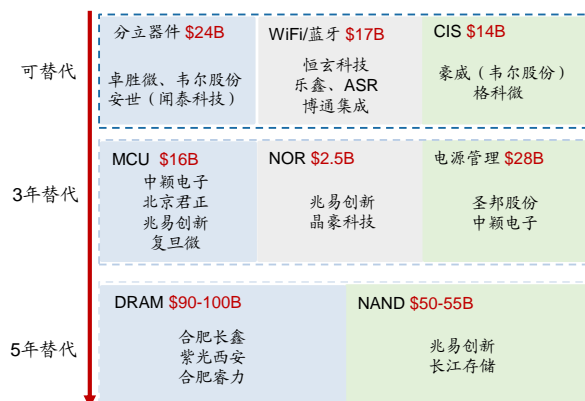 分立器件 $24B
卓胜微、韦尔股份
安世（闻泰科技）
WiFi/蓝牙 $17B
恒玄科技
乐鑫、ASR
博通集成
CIS $14B
豪威（韦尔股份）
格科微
可替代
MCU $16B
中颖电子
北京君正
兆易创新
复旦微
NOR $2.5B
兆易创新
晶豪科技
电源管理 $28B
圣邦股份
中颖电子
3年替代
DRAM $90-100B
合肥长鑫
紫光西安
合肥睿力
NAND $50-55B
兆易创新
长江存储
5年替代